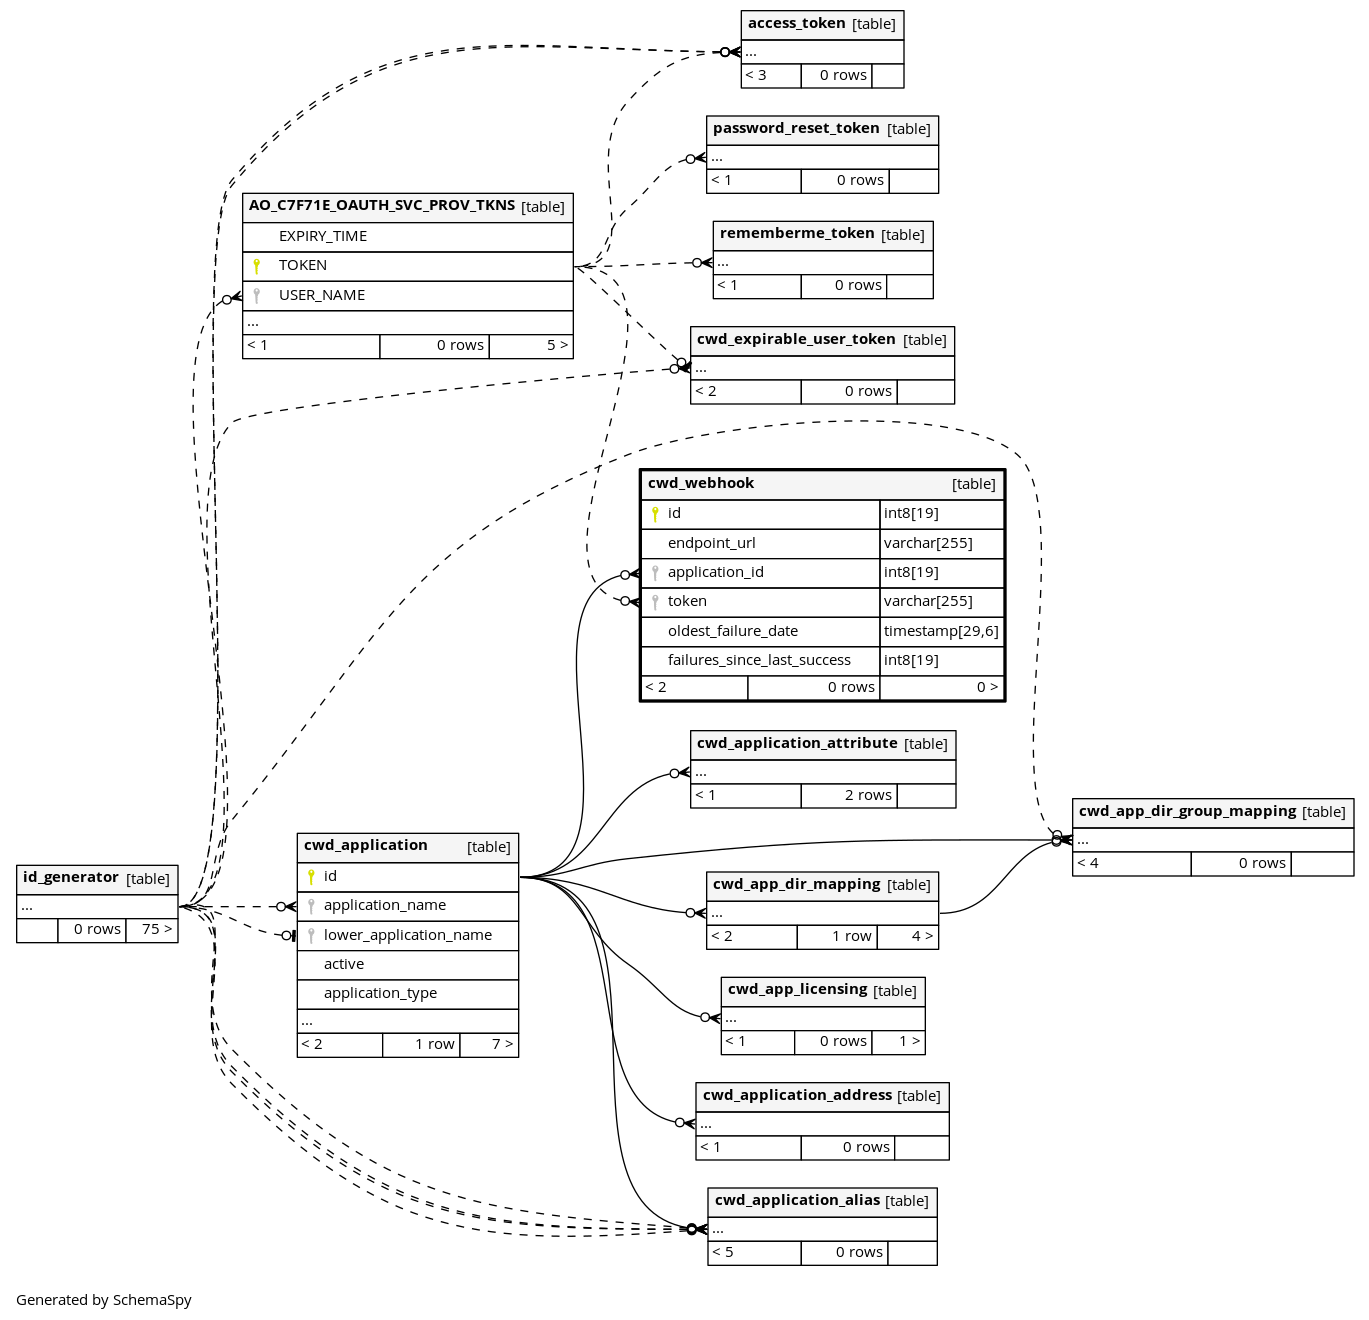 access_token [table]
...
< 3 0 rows
password_reset_token [table]
...
< 1 0 rows
AO_C7F71E_OAUTH_SVC_PROV_TKNS [table]
EXPIRY_TIME
TOKEN
USER_NAME
...
< 1 0 rows 5 >
rememberme_token [table]
...
< 1 0 rows
cwd_expirable_user_token [table]
...
< 2 0 rows
cwd_webhook [table]
id int8[19]
endpoint_url varchar[255]
application_id int8[19]
token varchar[255]
oldest_failure_date timestamp[29,6]
failures_since_last_success int8[19]
< 2 0 rows 0 >
cwd_application_attribute [table]
...
< 1 2 rows
cwd_app_dir_group_mapping [table]
...
< 4 0 rows
id_generator [table]
...
0 rows 75 >
cwd_application [table]
id
application_name
lower_application_name
active
application_type
...
< 2 1 row 7 >
cwd_app_dir_mapping [table]
...
< 2 1 row 4 >
cwd_app_licensing [table]
...
< 1 0 rows 1 >
cwd_application_address [table]
...
< 1 0 rows
cwd_application_alias [table]
...
< 5 0 rows
Generated by SchemaSpy